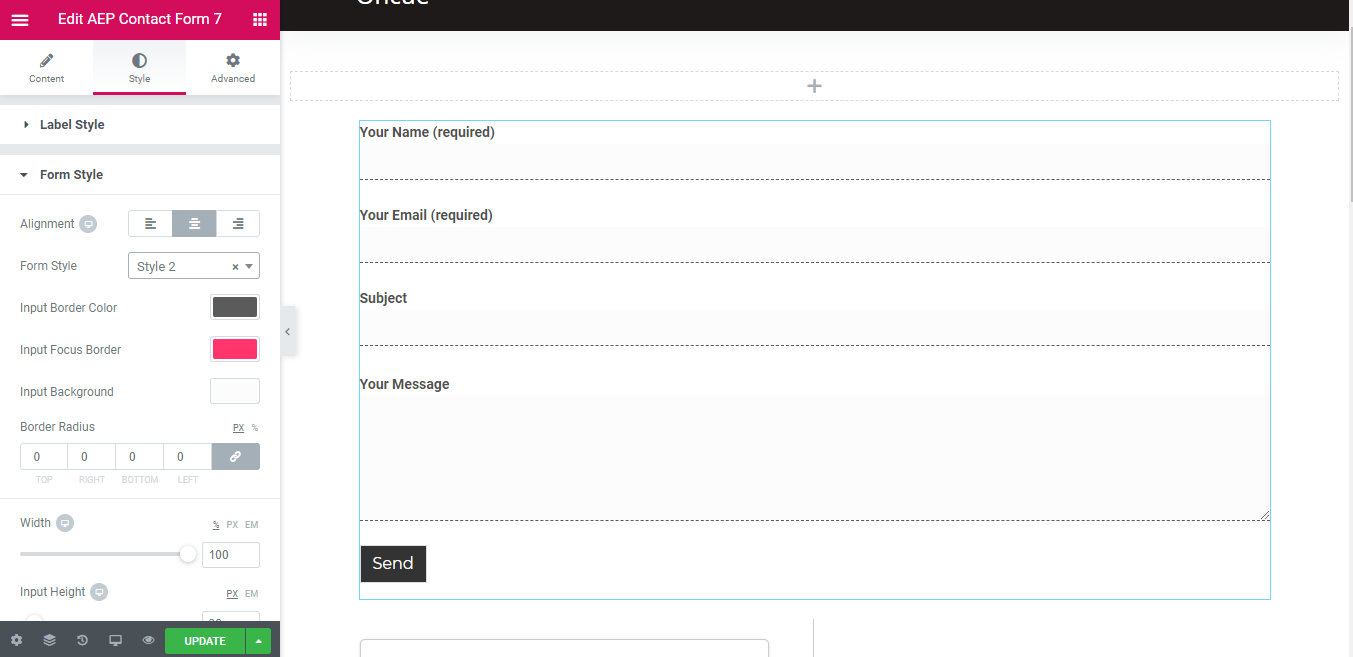 Edit AEP Contact Form 7
Content
Style
Advanced
Label Style
Form Style
Alignment
Form Style
Style 2
×
Input Border Color
Input Focus Border
Input Background
Border Radius
PX %
0 0 0 0
TOP RIGHT BOTTOM LEFT
Width
% PX EM
100
Input Height
PX EM
UPDATE
Your Name (required)
Your Email (required)
Subject
Your Message
Send